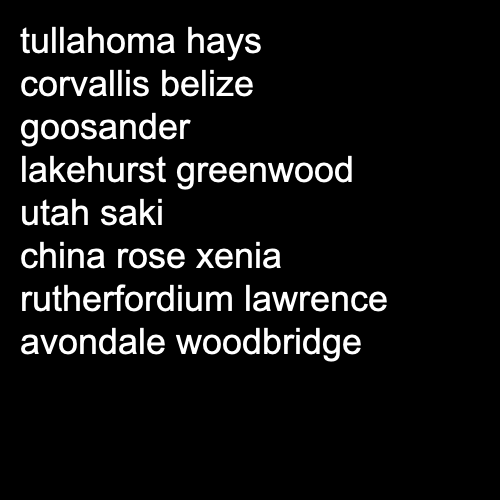 tullahoma hays
corvallis belize
goosander
lakehurst greenwood
utah saki
china rose xenia
rutherfordium lawrence
avondale woodbridge